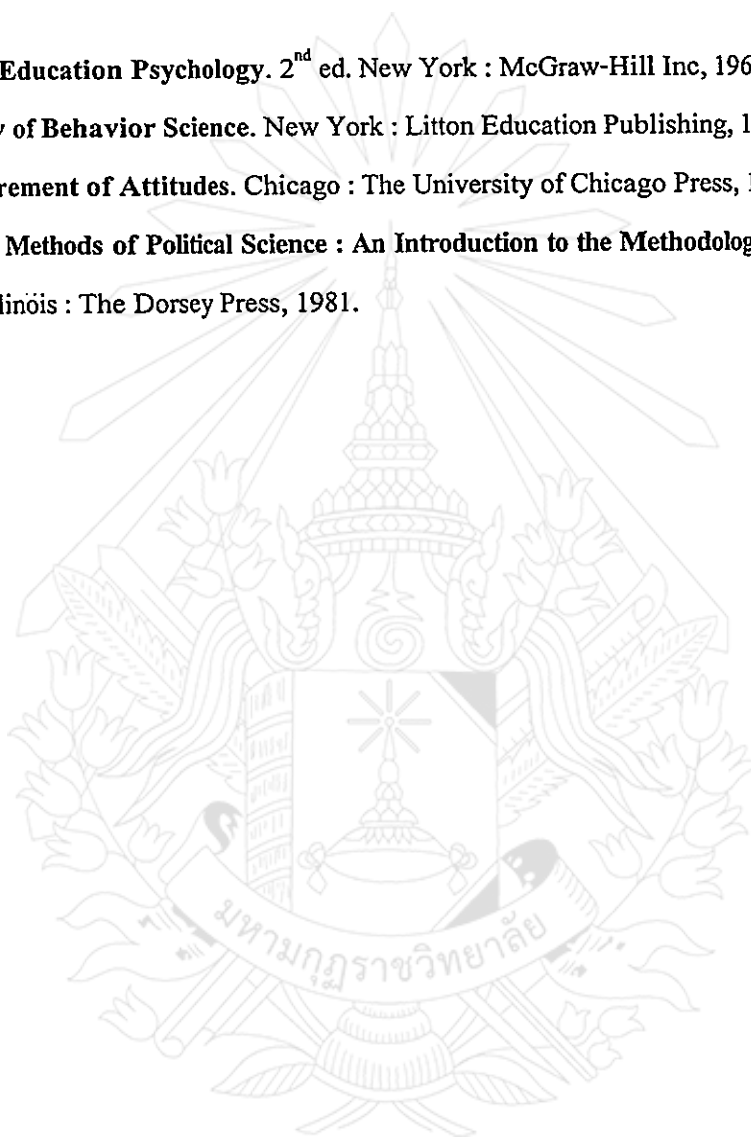 Education Psychology. 2nd ed. New York : McGraw-Hill Inc, 196
of Behavior Science. New York : Litton Education Publishing, 1
rement of Attitudes. Chicago : The University of Chicago Press,
Methods of Political Science : An Introduction to the Methodolog
linois : The Dorsey Press, 1981.
มหามกุฏราชวิทยาลัย